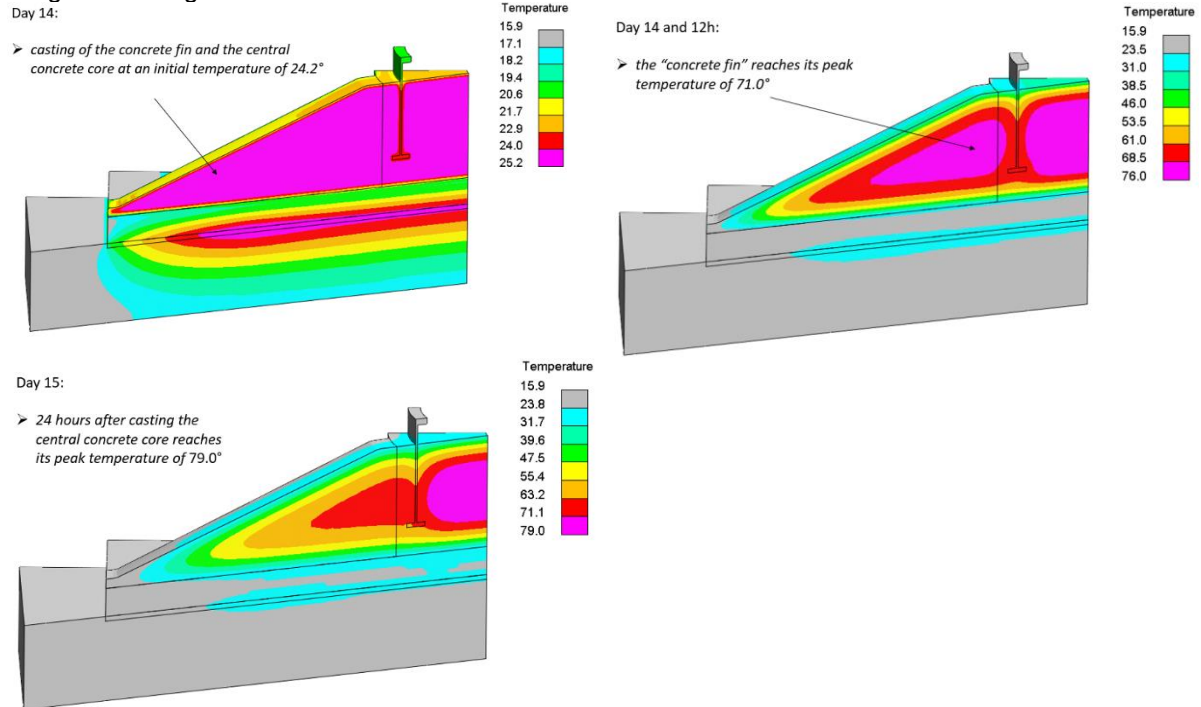 Day 14:
➢ casting of the concrete fin and the central
concrete core at an initial temperature of 24.2°
Temperature
15.9
17.1
18.2
19.4
20.6
21.7
22.9
24.0
25.2
Day 14 and 12h:
➢ the “concrete fin” reaches its peak
temperature of 71.0°
Temperature
15.9
23.5
31.0
38.5
46.0
53.5
61.0
68.5
76.0
Day 15:
➢ 24 hours after casting the
central concrete core reaches
its peak temperature of 79.0°
Temperature
15.9
23.8
31.7
39.6
47.5
55.4
63.2
71.1
79.0